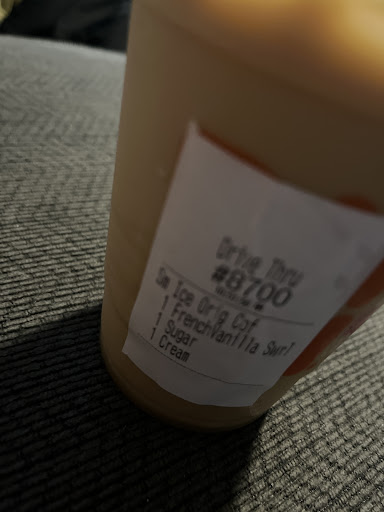 Drive Thru
#8700
Sm Ice Orig Cof
1 FrenchVanilla Swrl
1 Sugar
1 Cream